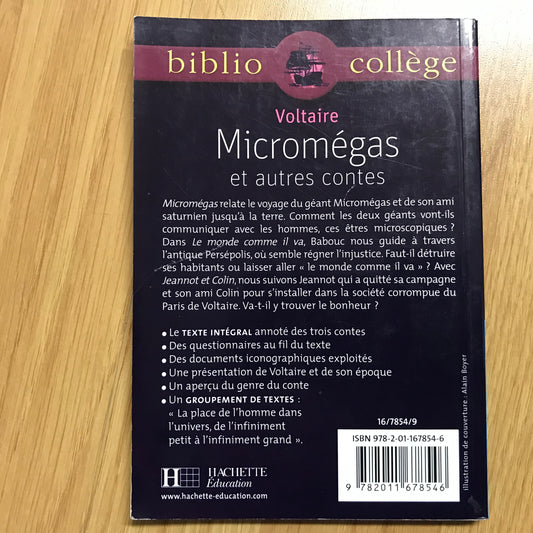 biblio collège
Voltaire
Micromégas
et autres contes
Micromégas relate le voyage du géant Micromégas et de son ami
saturnien jusqu'à la terre. Comment les deux géants vont-ils
communiquer avec les hommes, ces êtres microscopiques ?
Dans Le monde comme il va, Babouc nous guide à travers
l'antique Persépolis, où semble régner l'injustice. Faut-il détruire
ses habitants ou laisser aller « le monde comme il va » ? Avec
Jeannot et Colin, nous suivons Jeannot qui a quitté sa campagne
et son ami Colin pour s'installer dans la société corrompue du
Paris de Voltaire. Va-t-il y trouver le bonheur ?
• Le TEXTE INTÉGRAL annoté des trois contes
• Des questionnaires au fil du texte
• Des documents iconographiques exploités
• Une présentation de Voltaire et de son époque
• Un aperçu du genre du conte
• Un GROUPEMENT DE TEXTES :
« La place de l'homme dans
l'univers, de l'infiniment
petit à l'infiniment grand ».
H HACHETTE
Éducation
www.hachette-education.com
16/7854/9
ISBN 978-2-01-167854-6
9 782011 678546
Illustration de couverture : Alain Boyer